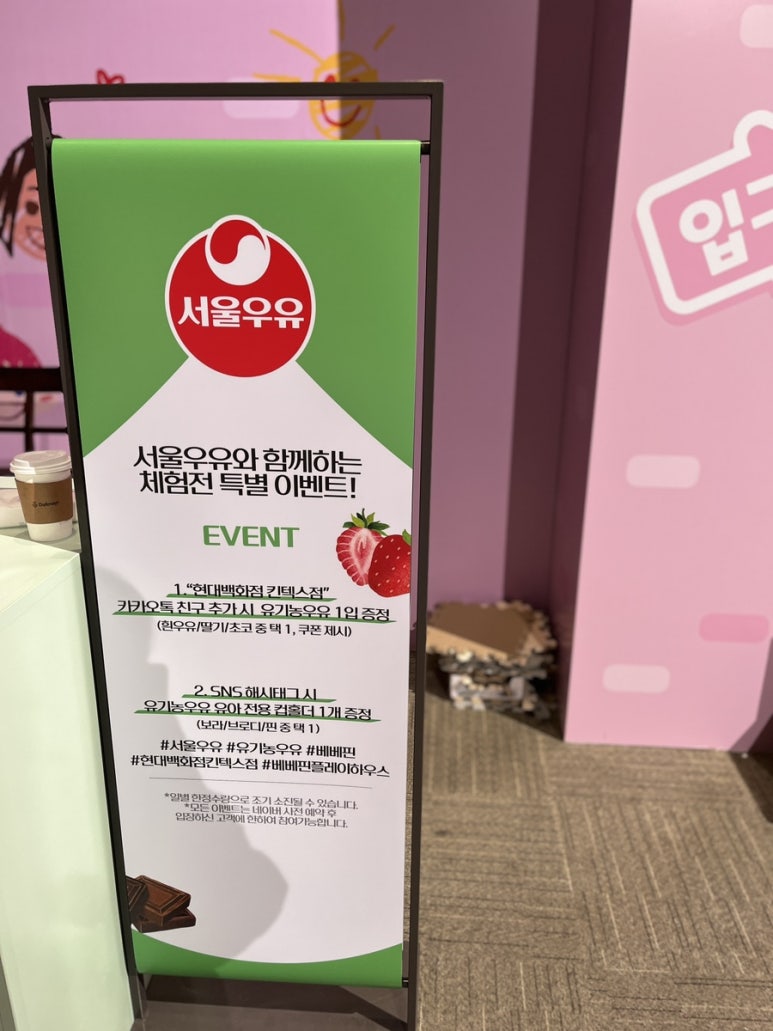 서울우유
서울우유와 함께하는
체험전 특별 이벤트!
EVENT
1. “현대백화점 킨텍스점”
카카오톡 친구 추가 시 유기농우유 1입 증정
(흰우유/딸기/초코 중 택 1, 쿠폰 제시)
2. SNS 해시태그 시
유기농우유 유아 전용 컵홀더 1개 증정
(보라/브로디/핀 중 택 1)
#서울우유 #유기농우유 #베베핀
#현대백화점킨텍스점 #베베핀플레이하우스
*일별 한정수량으로 조기 소진될 수 있습니다.
*모든 이벤트는 네이버 사전 예약 후
입장하신 고객에 한하여 참여가능합니다.
입